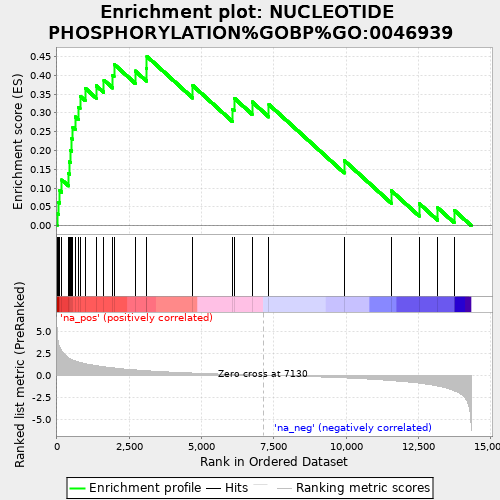 Enrichment plot: NUCLEOTIDE
PHOSPHORYLATION%GOBP%GO:0046939
Enrichment score (ES)
0.45
0.40
0.35
0.30
0.25
0.20
0.15
0.10
0.05
0.00
'na_pos' (positively correlated)
Ranked list metric (PreRanked)
5.0
2.5
0.0
-2.5
-5.0
Zero cross at 7130
'na_neg' (negatively correlated)
0
2,500
5,000
7,500
10,000
12,500
15,000
Rank in Ordered Dataset
Enrichment profile
Hits
Ranking metric scores